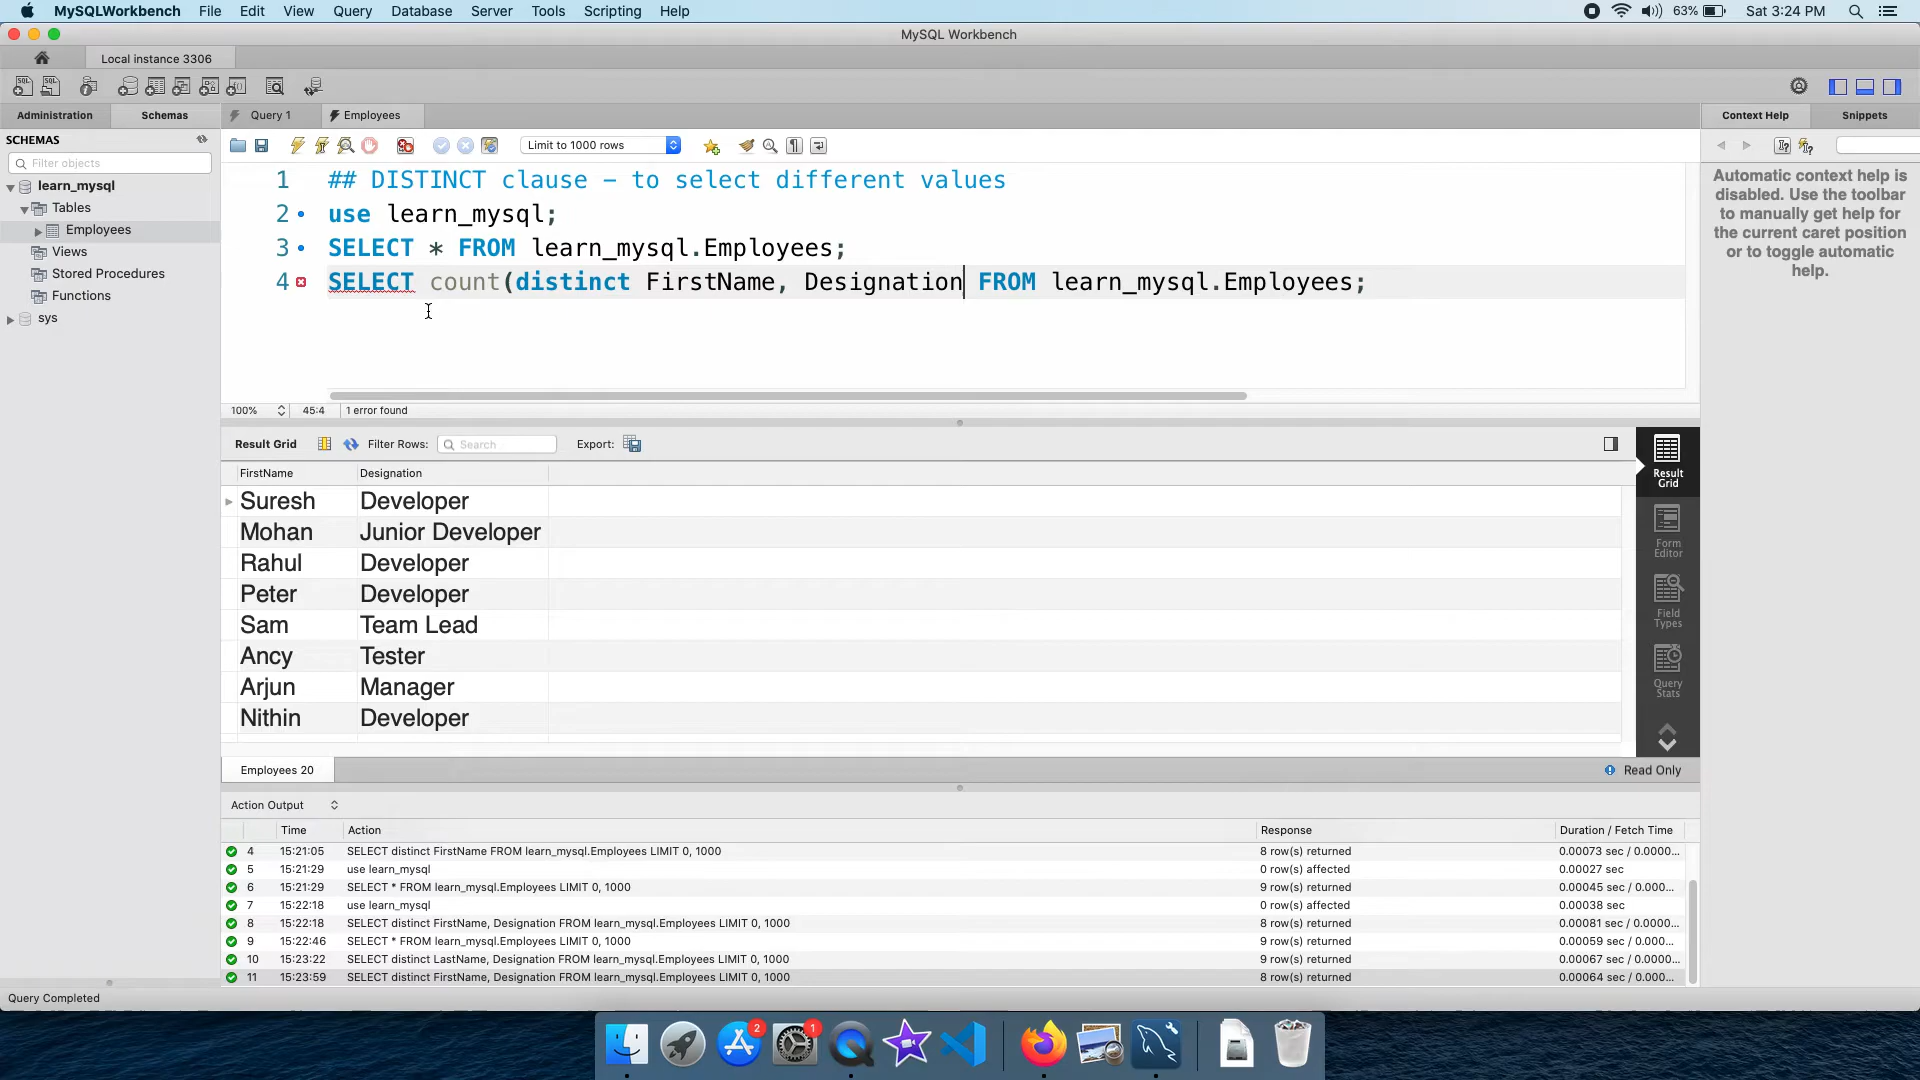 MySQLWorkbench File Edit View Query Database Server Tools Scripting Help 63% Sat 3:24 PM
MySQL Workbench
Local instance 3306
Administration Schemas Query 1 Employees Context Help Snippets
SCHEMAS
Limit to 1000 rows
Filter objects
learn_mysql
Tables
Employees
Views
Stored Procedures
Functions
sys
1 ## DISTINCT clause – to select different values
2 use learn_mysql;
3 SELECT * FROM learn_mysql.Employees;
4 SELECT count(distinct FirstName, Designation FROM learn_mysql.Employees;
Automatic context help is
disabled. Use the toolbar
to manually get help for
the current caret position
or to toggle automatic
help.
100% 45:4 1 error found
Result Grid Filter Rows: Search Export:
FirstName Designation
Suresh Developer
Mohan Junior Developer
Rahul Developer
Peter Developer
Sam Team Lead
Ancy Tester
Arjun Manager
Nithin Developer
Result
Grid
Form
Editor
Field
Types
Query
Stats
Employees 20 Read Only
Action Output
Time Action Response Duration / Fetch Time
4 15:21:05 SELECT distinct FirstName FROM learn_mysql.Employees LIMIT 0, 1000 8 row(s) returned 0.00073 sec / 0.0000...
5 15:21:29 use learn_mysql 0 row(s) affected 0.00027 sec
6 15:21:29 SELECT * FROM learn_mysql.Employees LIMIT 0, 1000 9 row(s) returned 0.00045 sec / 0.000...
7 15:22:18 use learn_mysql 0 row(s) affected 0.00038 sec
8 15:22:18 SELECT distinct FirstName, Designation FROM learn_mysql.Employees LIMIT 0, 1000 8 row(s) returned 0.00081 sec / 0.0000...
9 15:22:46 SELECT * FROM learn_mysql.Employees LIMIT 0, 1000 9 row(s) returned 0.00059 sec / 0.000...
10 15:23:22 SELECT distinct LastName, Designation FROM learn_mysql.Employees LIMIT 0, 1000 9 row(s) returned 0.00067 sec / 0.000...
11 15:23:59 SELECT distinct FirstName, Designation FROM learn_mysql.Employees LIMIT 0, 1000 8 row(s) returned 0.00064 sec / 0.000...
Query Completed
2 1